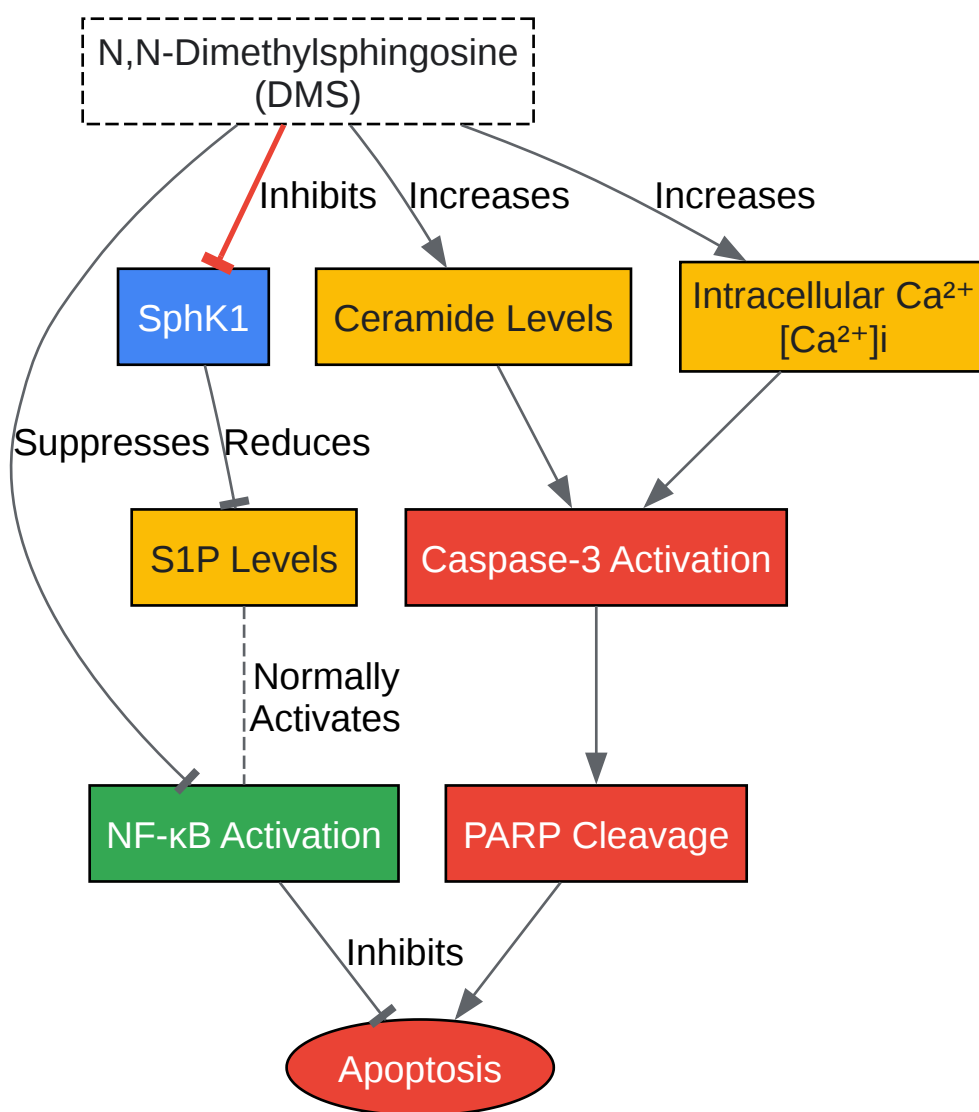 N,N-Dimethylsphingosine
(DMS)
Inhibits
Increases
Increases
SphK1
Ceramide Levels
Intracellular Ca²⁺
[Ca²⁺]i
Suppresses
Reduces
S1P Levels
Caspase-3 Activation
Normally
Activates
NF-κB Activation
PARP Cleavage
Inhibits
Apoptosis